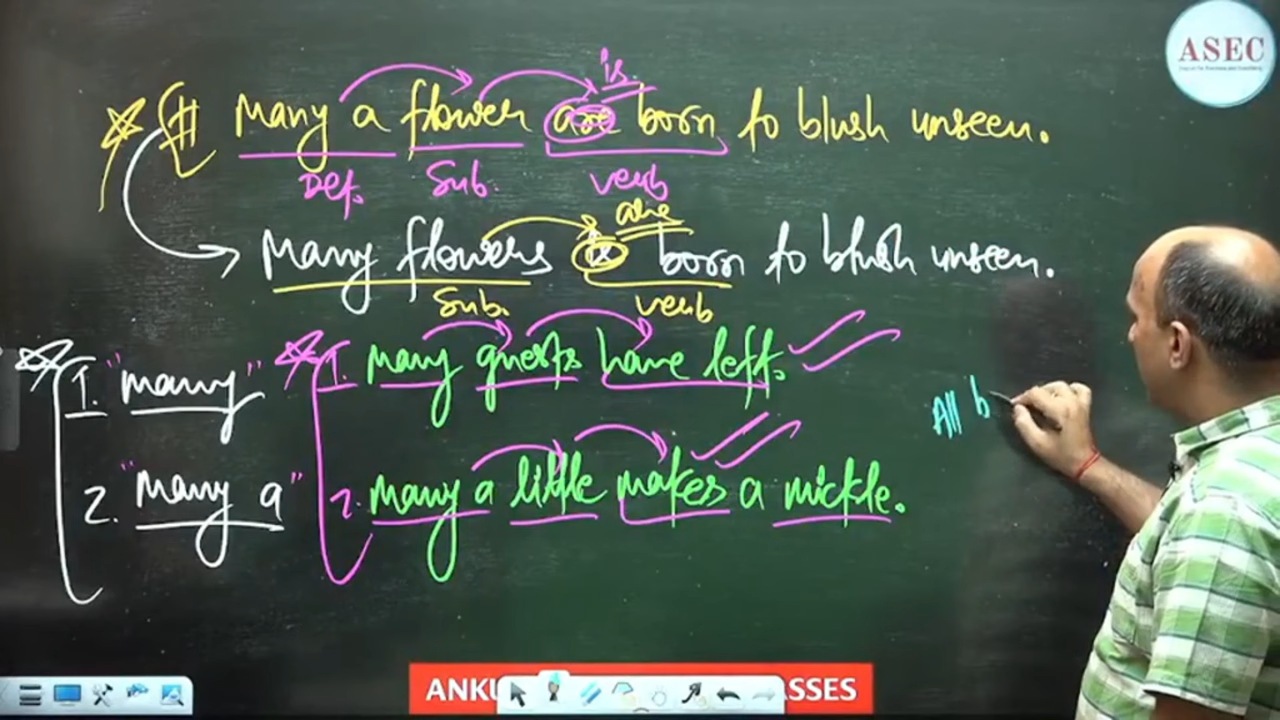 ASEC
is
# Many a flower are born to blush unseen.
Def. Sub. verb
are
Many flowers is born to blush unseen.
Sub. verb
1. "many"
1. Many guests have left.
All b
2. "many a"
2. Many a little makes a mickle.
ANKU SSES